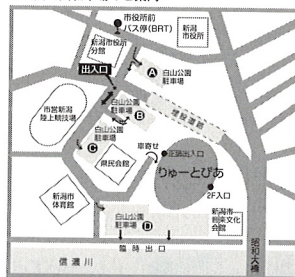 市役所前
バス停(BRT)
新潟市役所
分館
新潟
市役所
出入口
A
白山公園
駐車場
市営新潟
陸上競技場
白山公園
駐車場
B
白山公園
駐車場
C
県民会館
車寄せ
正面出入口
りゅーとぴあ
2F入口
新潟市
体育館
白山公園
駐車場
D
新潟市
音楽文化
会館
臨時出口
信濃川
昭和大橋